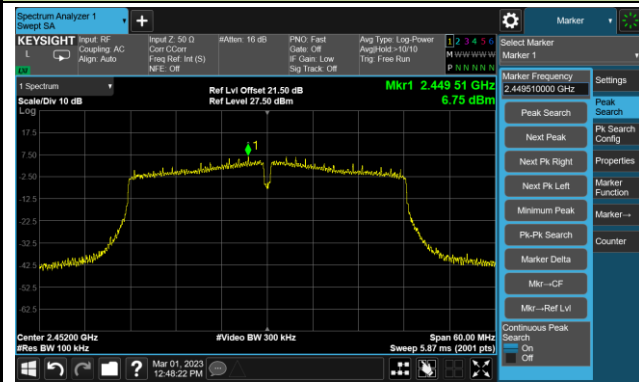 Spectrum Analyzer 1
Swept SA
Marker
KEYSIGHT
L
Input: RF
Coupling: AC
Align: Auto
Input Z: 50 Ω
Corr CCorr
Freq Ref: Int (S)
NFE: Off
#Atten: 16 dB
PNO: Fast
Gate: Off
IF Gain: Low
Sig Track: Off
Avg Type: Log-Power
Avg|Hold:>10/10
Trig: Free Run
1 2 3 4 5 6
M W W W W W
P N N N N N
Select Marker
Marker 1
1 Spectrum
Scale/Div 10 dB
Log
Ref Lvl Offset 21.50 dB
Ref Level 27.50 dBm
Mkr1 2.449 51 GHz
6.75 dBm
17.5
7.50
-2.50
-12.5
-22.5
-32.5
-42.5
-52.5
-62.5
1
Center 2.45200 GHz
#Res BW 100 kHz
#Video BW 300 kHz
Span 60.00 MHz
Sweep 5.87 ms (2001 pts)
Marker Frequency
2.449510000 GHz
Peak Search
Next Peak
Next Pk Right
Next Pk Left
Minimum Peak
Pk-Pk Search
Marker Delta
Mkr→CF
Mkr→Ref Lvl
Continuous Peak
Search
On
Off
Settings
Peak
Search
Pk Search
Config
Properties
Marker
Function
Marker→
Counter
Mar 01, 2023
12:48:22 PM